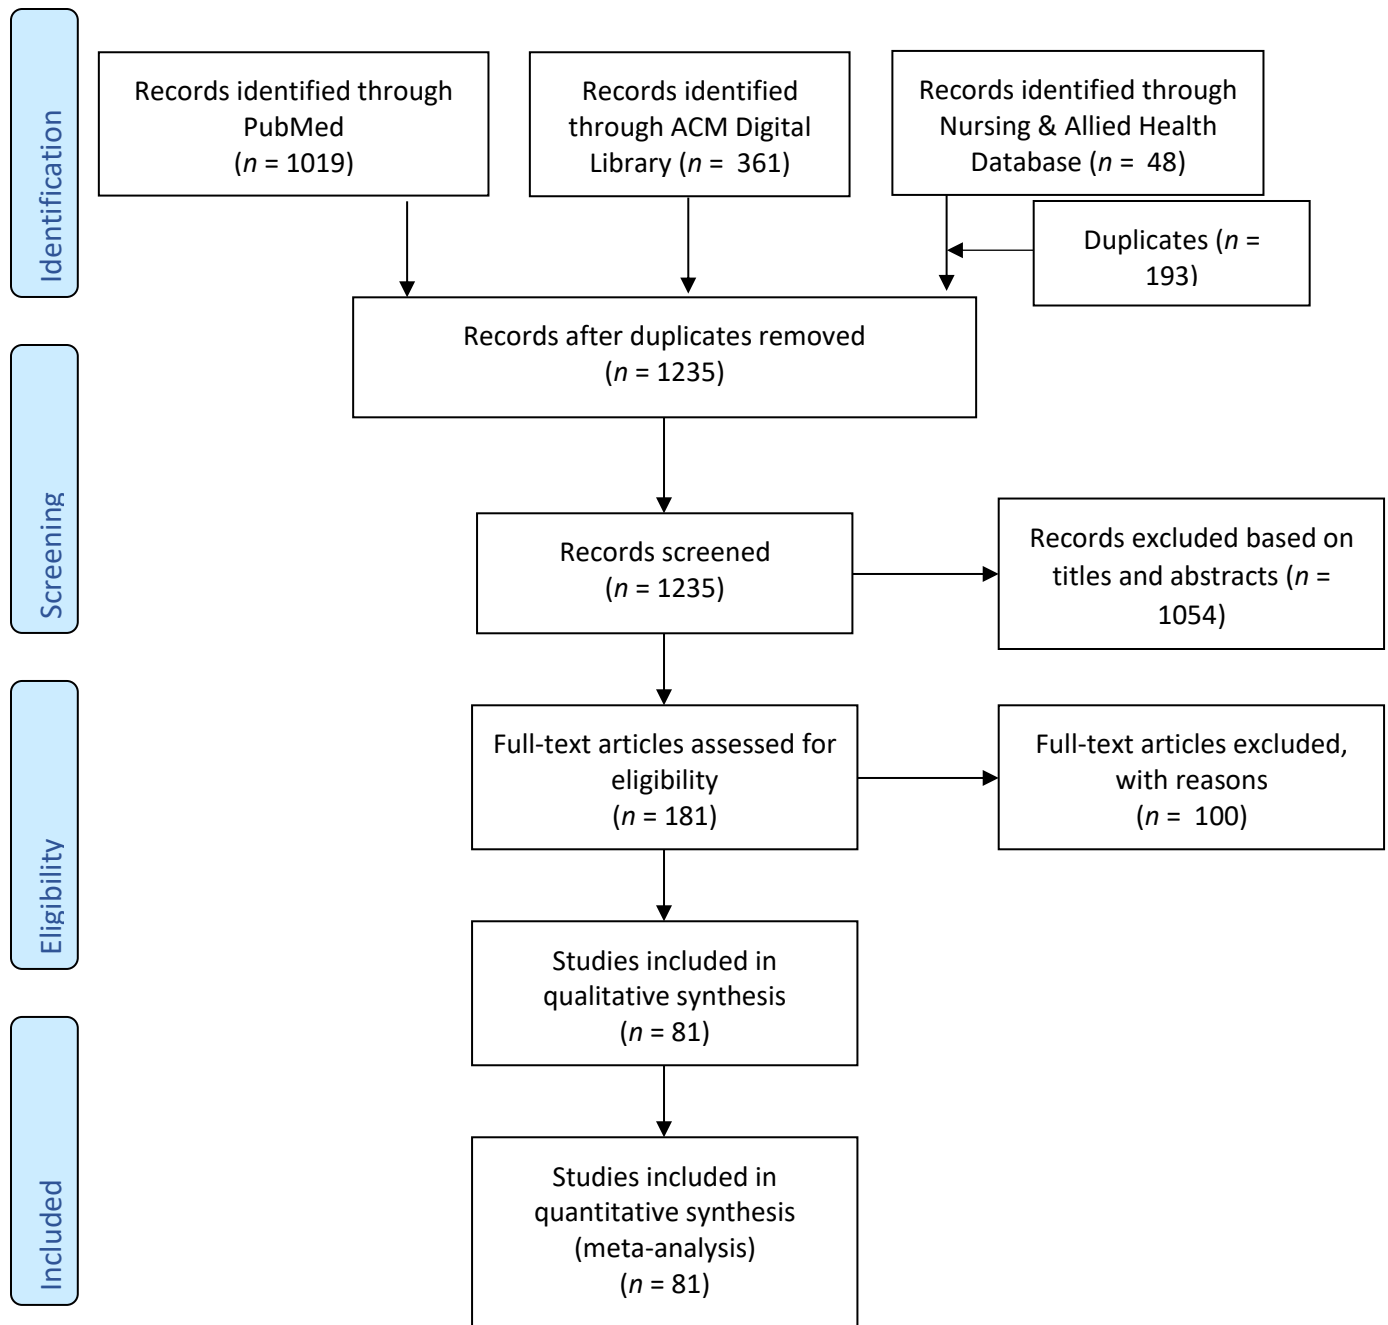 Identification
Records identified through
PubMed
(n = 1019)
Records identified
through ACM Digital
Library (n =  361)
Records identified through
Nursing & Allied Health
Database (n =  48)
Duplicates (n =
193)
Records after duplicates removed
(n = 1235)
Screening
Records screened
(n = 1235)
Records excluded based on
titles and abstracts (n =
1054)
Eligibility
Full-text articles assessed for
eligibility
(n = 181)
Full-text articles excluded,
with reasons
(n =  100)
Studies included in
qualitative synthesis
(n = 81)
Included
Studies included in
quantitative synthesis
(meta-analysis)
(n = 81)